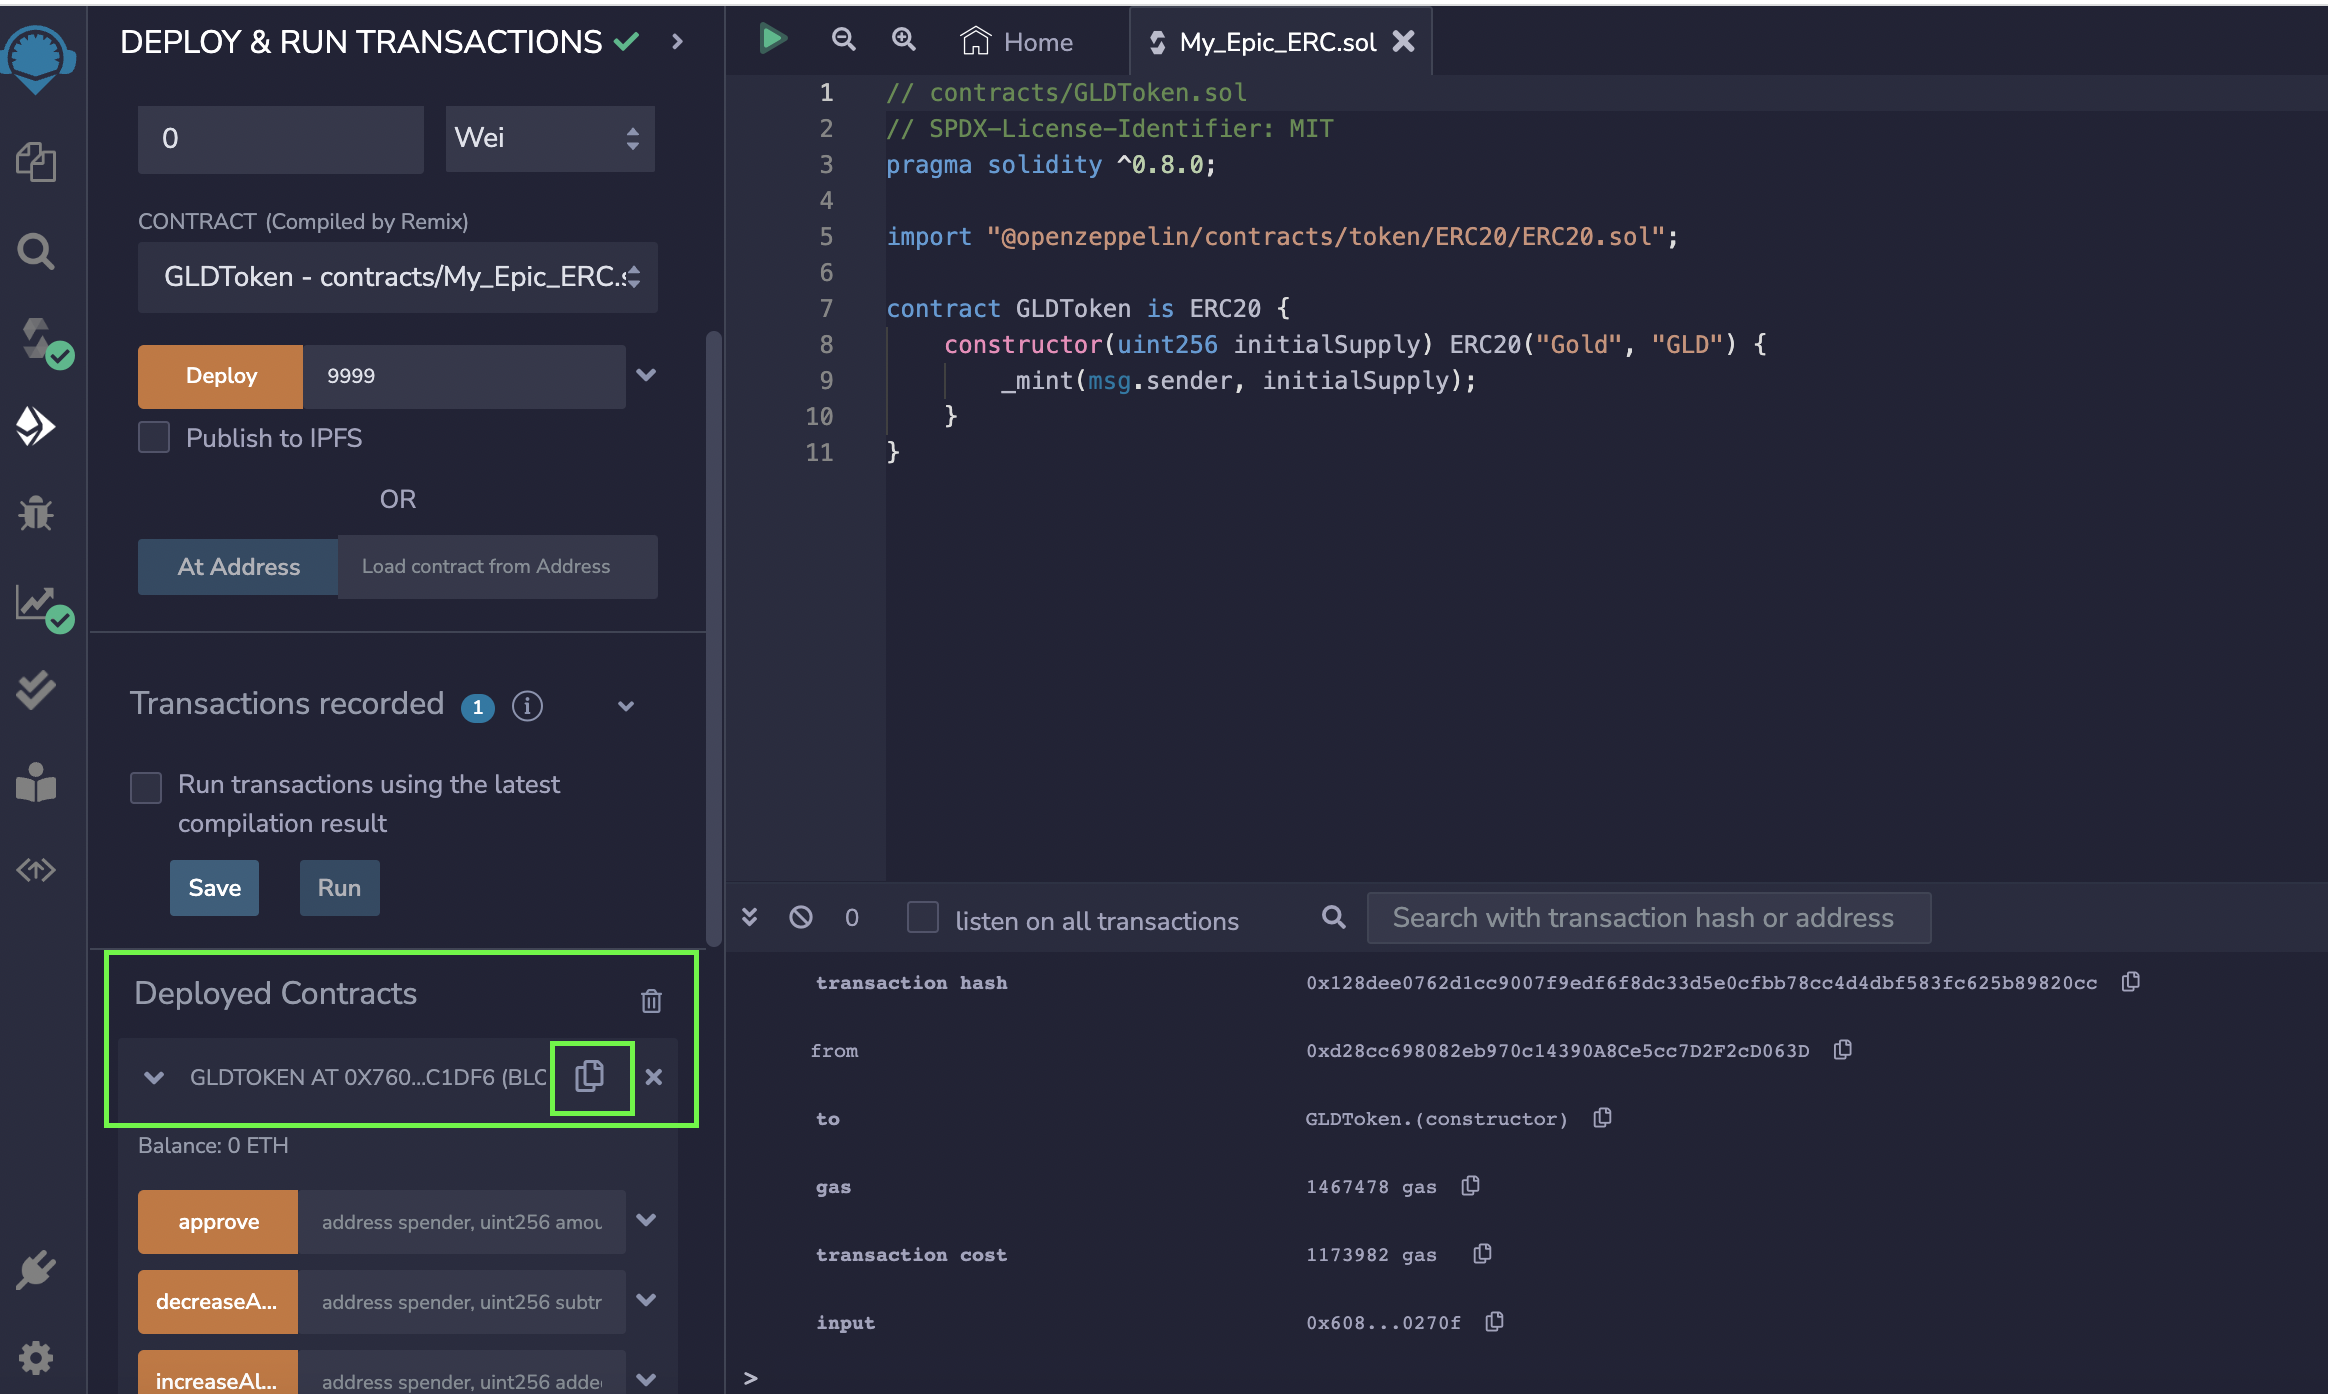 DEPLOY & RUN TRANSACTIONS
0
Wei
CONTRACT (Compiled by Remix)
GLDToken - contracts/My_Epic_ERC.s
Deploy
9999
Publish to IPFS
OR
At Address
Load contract from Address
Transactions recorded 1
Run transactions using the latest
compilation result
Save
Run
Deployed Contracts
GLDTOKEN AT 0X760...C1DF6 (BLO
Balance: 0 ETH
approve
address spender, uint256 amou
decreaseA...
address spender, uint256 subtr
increaseAl...
address spender, uint256 adde
Home
My_Epic_ERC.sol
1 // contracts/GLDToken.sol
2 // SPDX-License-Identifier: MIT
3 pragma solidity ^0.8.0;
4
5 import "@openzeppelin/contracts/token/ERC20/ERC20.sol";
6
7 contract GLDToken is ERC20 {
8 constructor(uint256 initialSupply) ERC20("Gold", "GLD") {
9 _mint(msg.sender, initialSupply);
10 }
11 }
0
listen on all transactions
Search with transaction hash or address
transaction hash 0x128dee0762d1cc9007f9edf6f8dc33d5e0cfbb78cc4d4dbf583fc625b89820cc
from 0xd28cc698082eb970c14390A8Ce5cc7D2F2cD063D
to GLDToken.(constructor)
gas 1467478 gas
transaction cost 1173982 gas
input 0x608...0270f
>